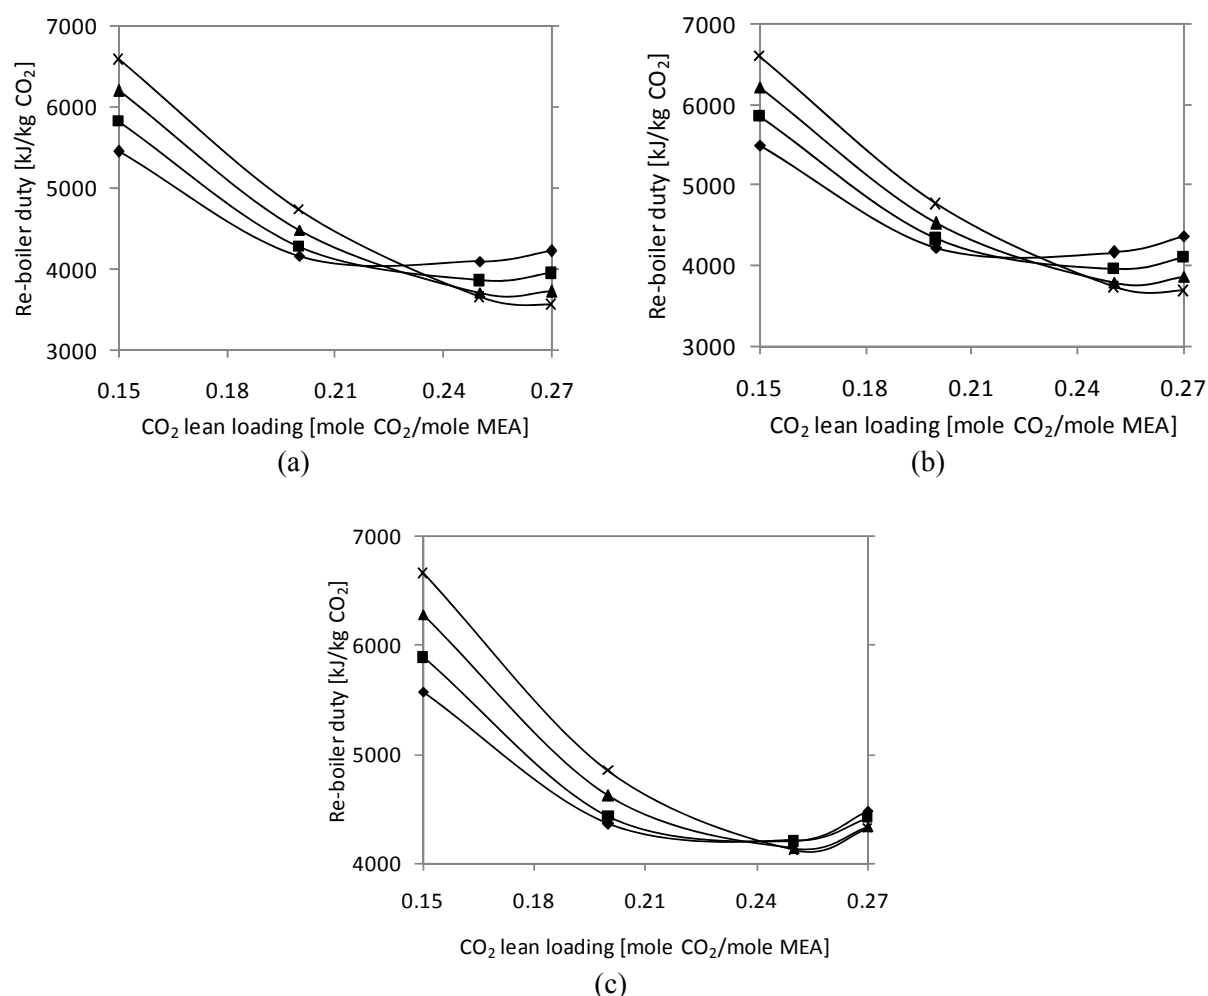 Re-boiler duty [kJ/kg CO₂]
7000
6000
5000
4000
3000
0.15 0.18 0.21 0.24 0.27
CO₂ lean loading [mole CO₂/mole MEA]
(a)
Re-boiler duty [kJ/kg CO₂]
7000
6000
5000
4000
3000
0.15 0.18 0.21 0.24 0.27
CO₂ lean loading [mole CO₂/mole MEA]
(b)
Re-boiler duty [kJ/kg CO₂]
7000
6000
5000
4000
0.15 0.18 0.21 0.24 0.27
CO₂ lean loading [mole CO₂/mole MEA]
(c)